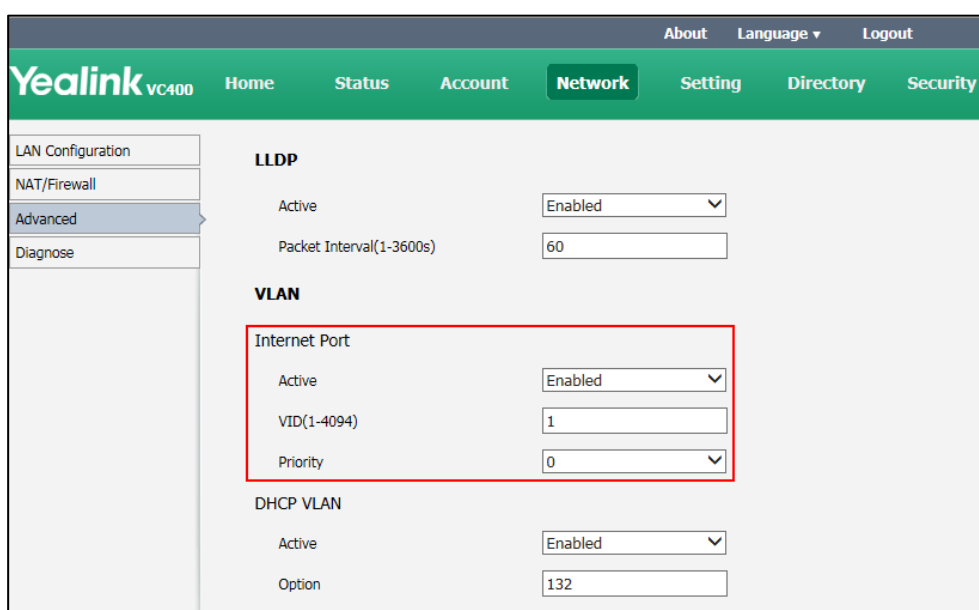 About Language ▾ Logout
Yealink VC400 Home Status Account Network Setting Directory Security
LAN Configuration
NAT/Firewall
Advanced
Diagnose
LLDP
Active Enabled
Packet Interval(1-3600s) 60
VLAN
Internet Port
Active Enabled
VID(1-4094) 1
Priority 0
DHCP VLAN
Active Enabled
Option 132